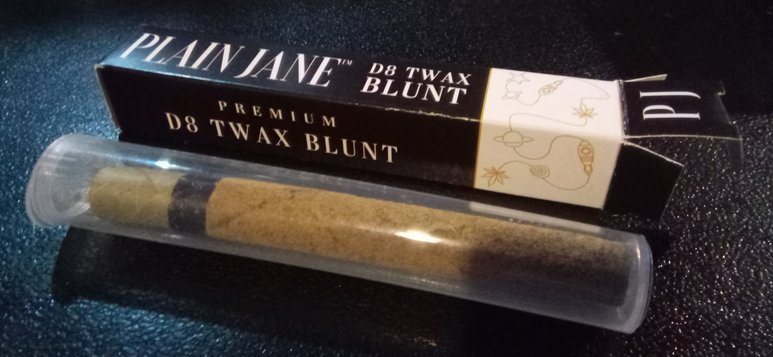 PLAIN JANE™ D8 TWAX
BLUNT
PREMIUM
D8 TWAX BLUNT
PJ